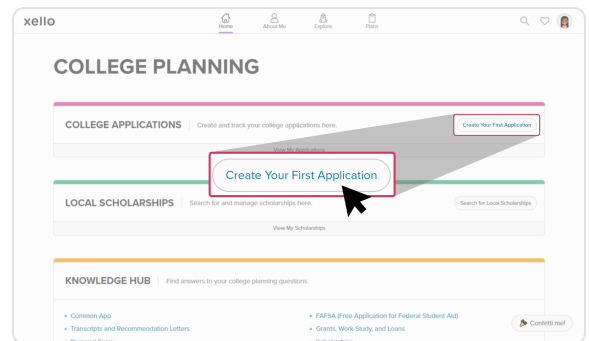 xello
Home About Me Explore Plans
COLLEGE PLANNING
COLLEGE APPLICATIONS Create and track your college applications here. Create Your First Application
View My Applications
Create Your First Application
LOCAL SCHOLARSHIPS Search for and manage scholarships here. Search for Local Scholarships
View My Scholarships
KNOWLEDGE HUB Find answers to your college planning questions.
Common App FAFSA (Free Application for Federal Student Aid)
Transcripts and Recommendation Letters Grants, Work-Study, and Loans
Confetti me!